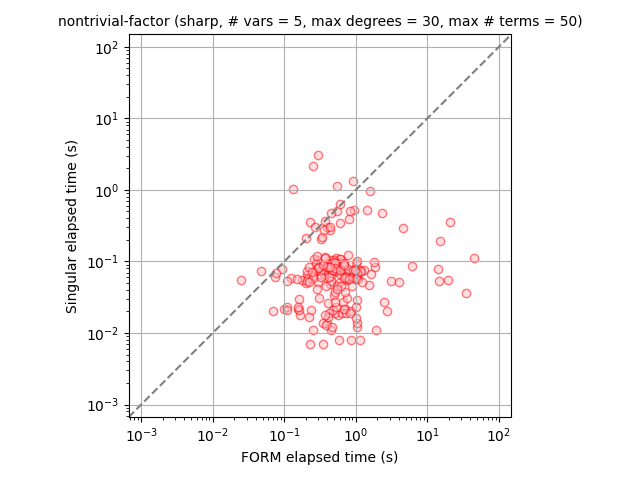 nontrivial-factor (sharp, # vars = 5, max degrees = 30, max # terms = 50)
10²
10¹
10⁰
10⁻¹
10⁻²
10⁻³
Singular elapsed time (s)
10⁻³ 10⁻² 10⁻¹ 10⁰ 10¹ 10²
FORM elapsed time (s)